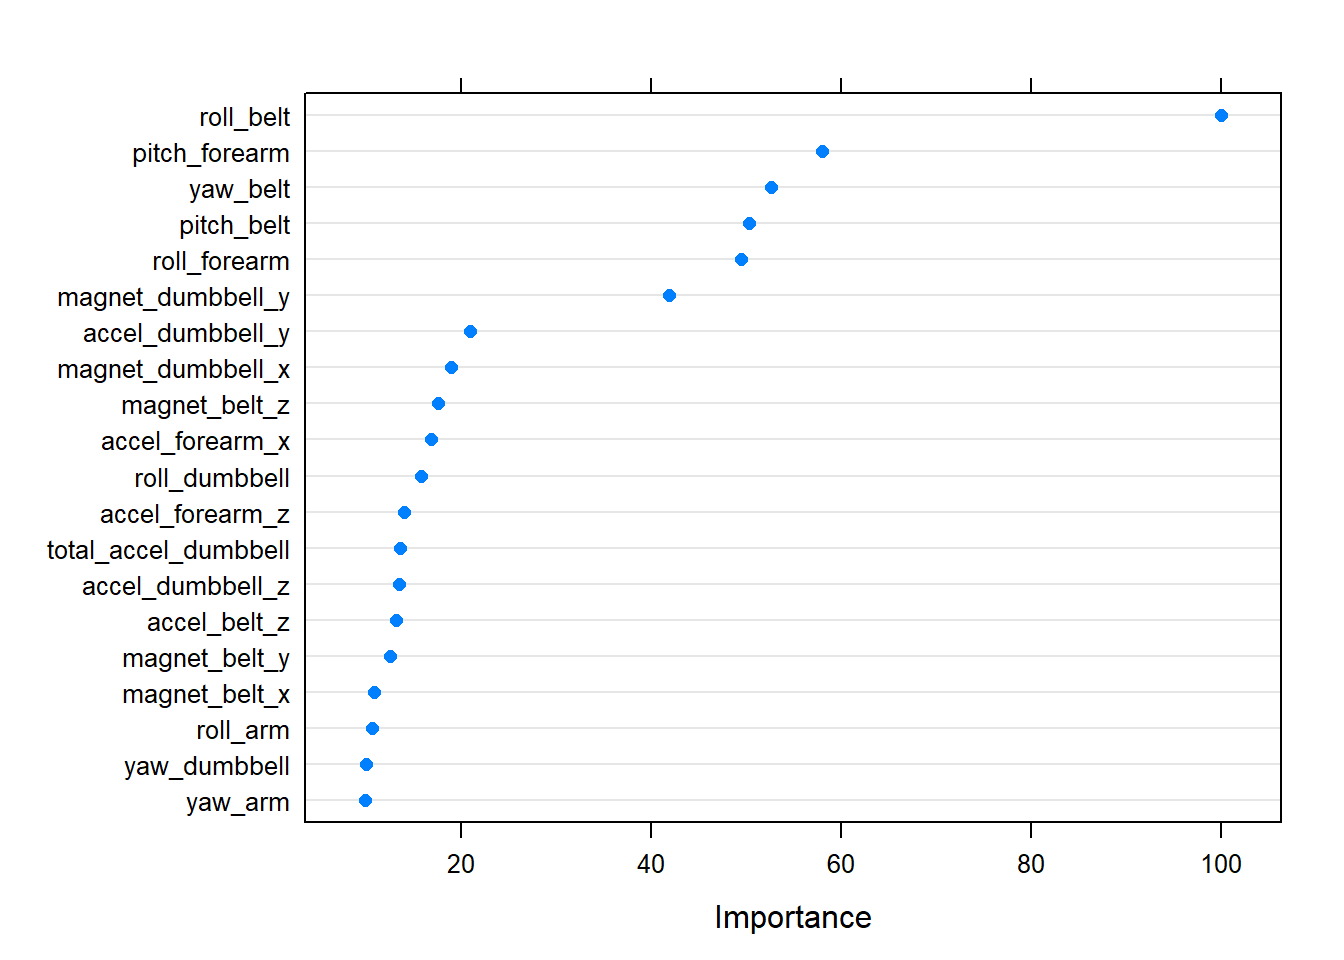 roll_belt
pitch_forearm
yaw_belt
pitch_belt
roll_forearm
magnet_dumbbell_y
accel_dumbbell_y
magnet_dumbbell_x
magnet_belt_z
accel_forearm_x
roll_dumbbell
accel_forearm_z
total_accel_dumbbell
accel_dumbbell_z
accel_belt_z
magnet_belt_y
magnet_belt_x
roll_arm
yaw_dumbbell
yaw_arm
20 40 60 80 100
Importance